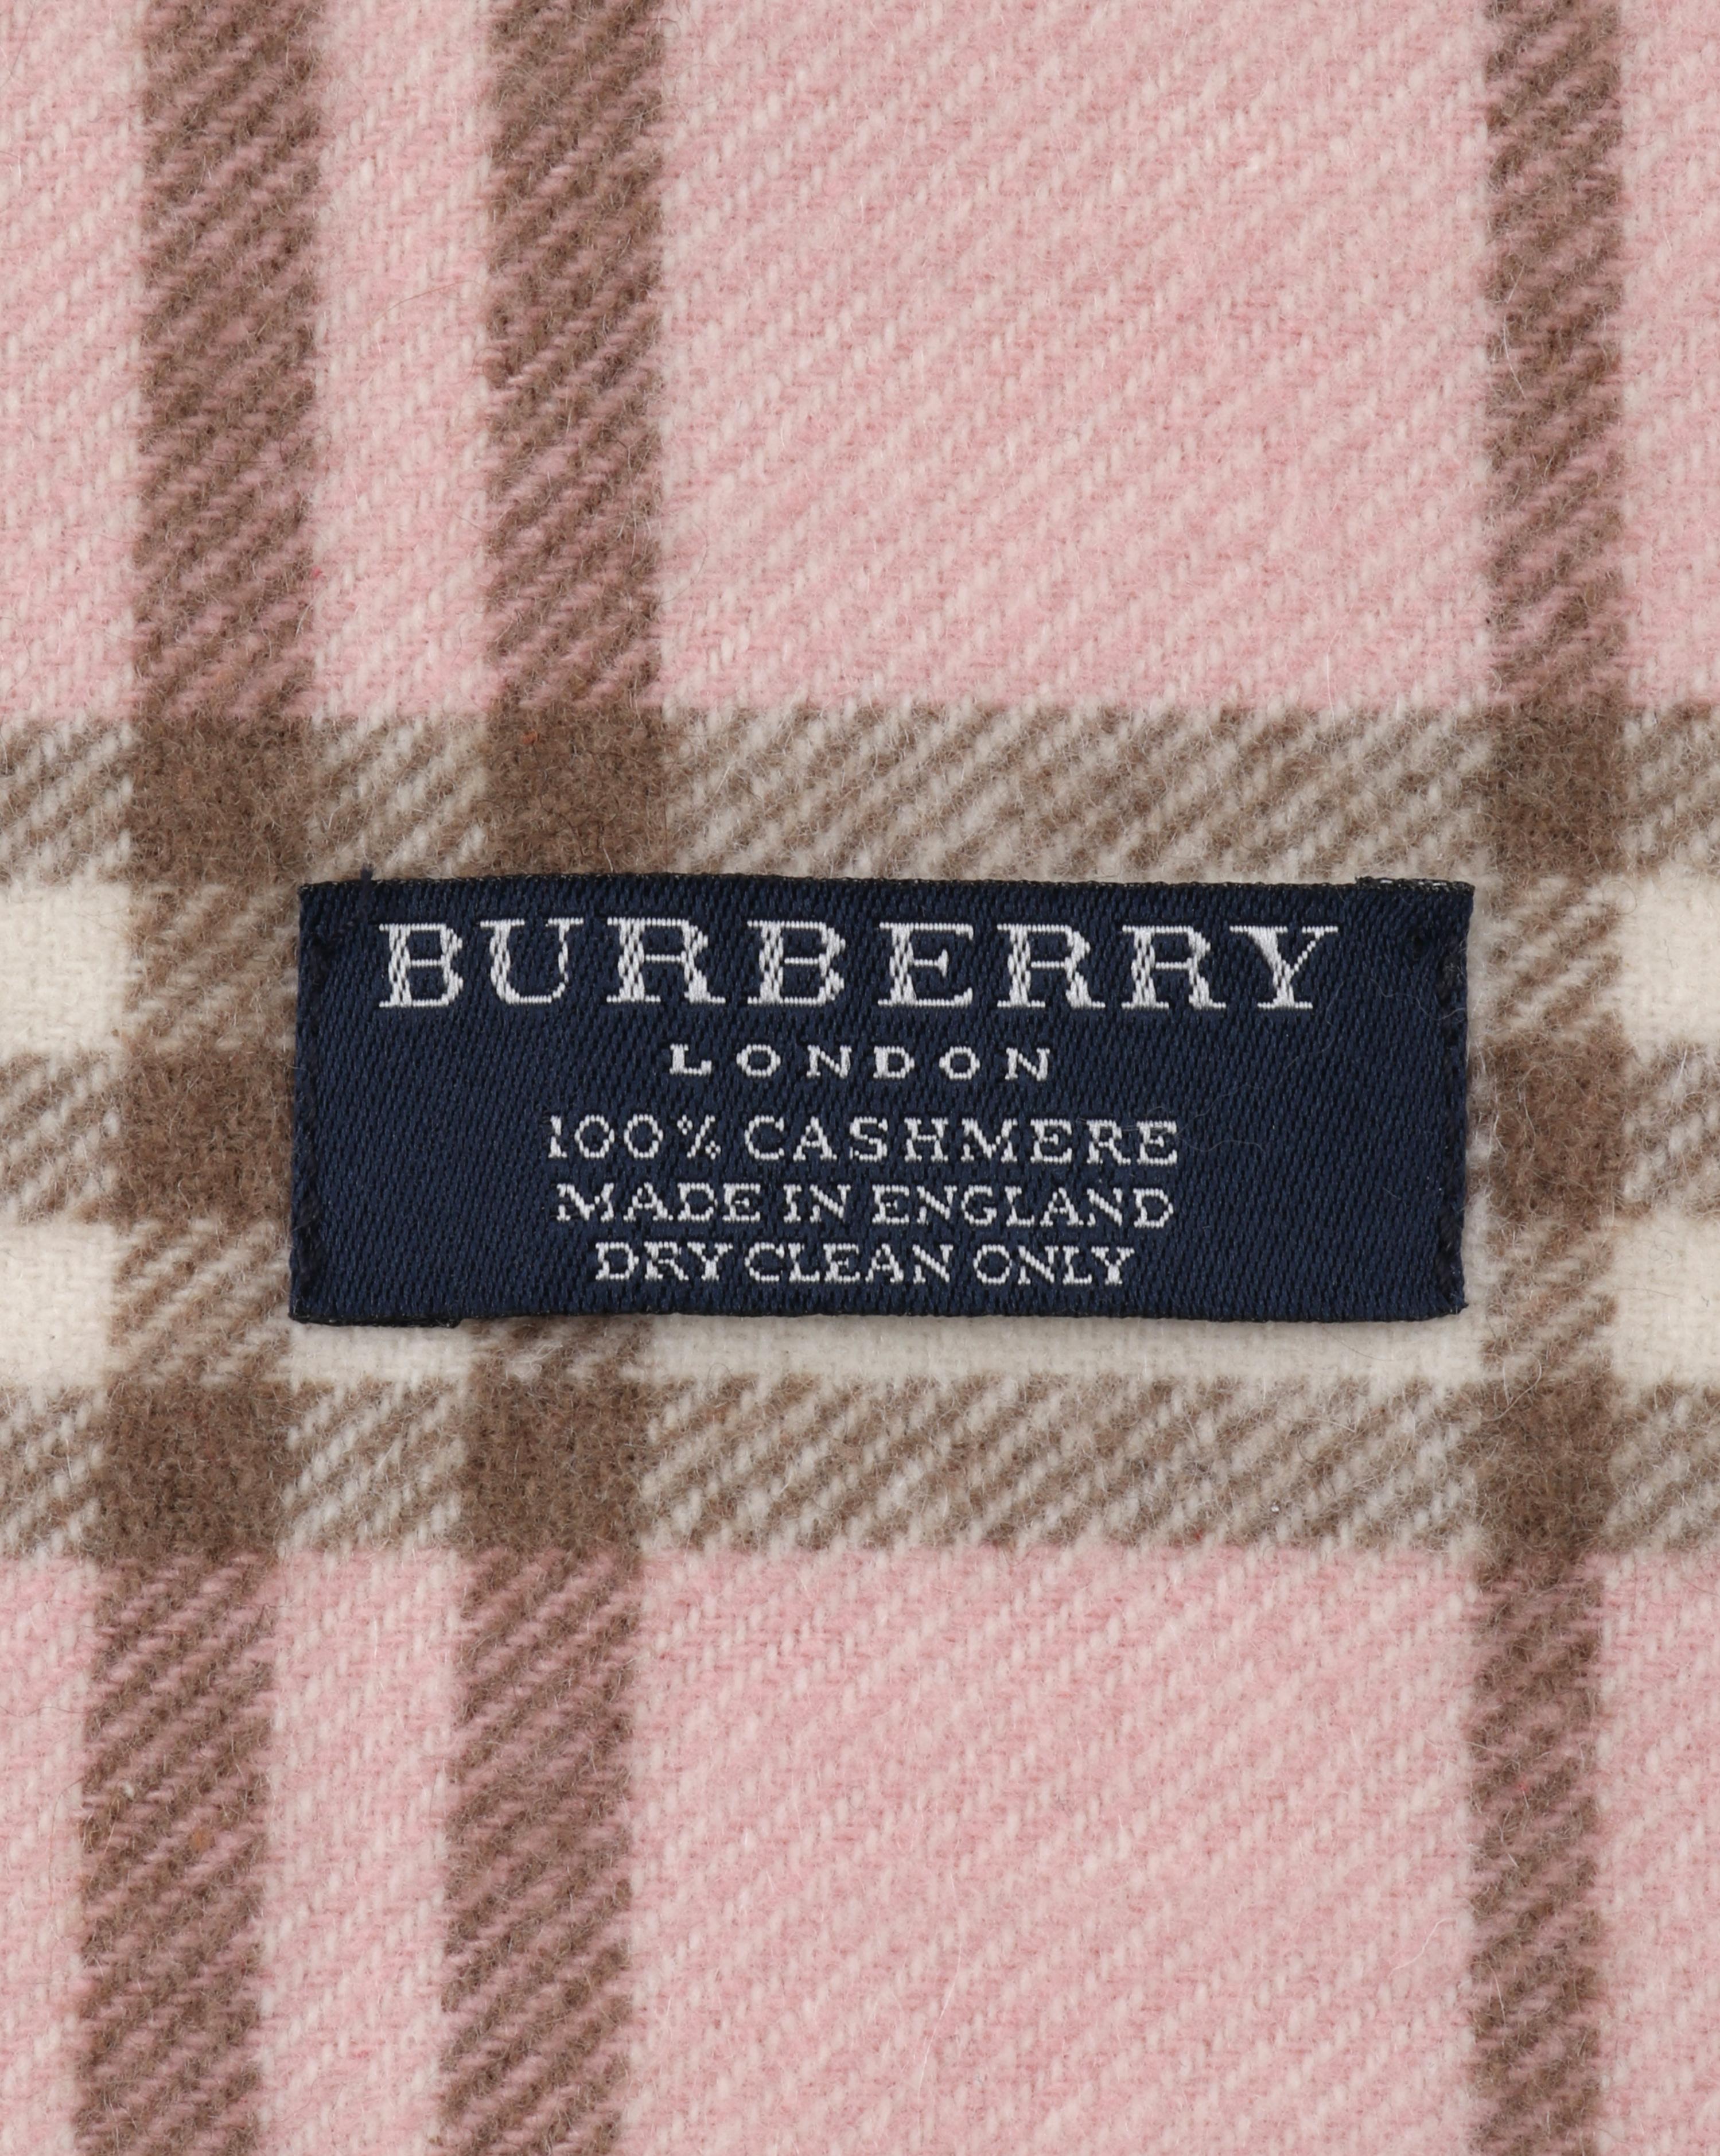 BURBERRY
LONDON
100% CASHMERE
MADE IN ENGLAND
DRY CLEAN ONLY